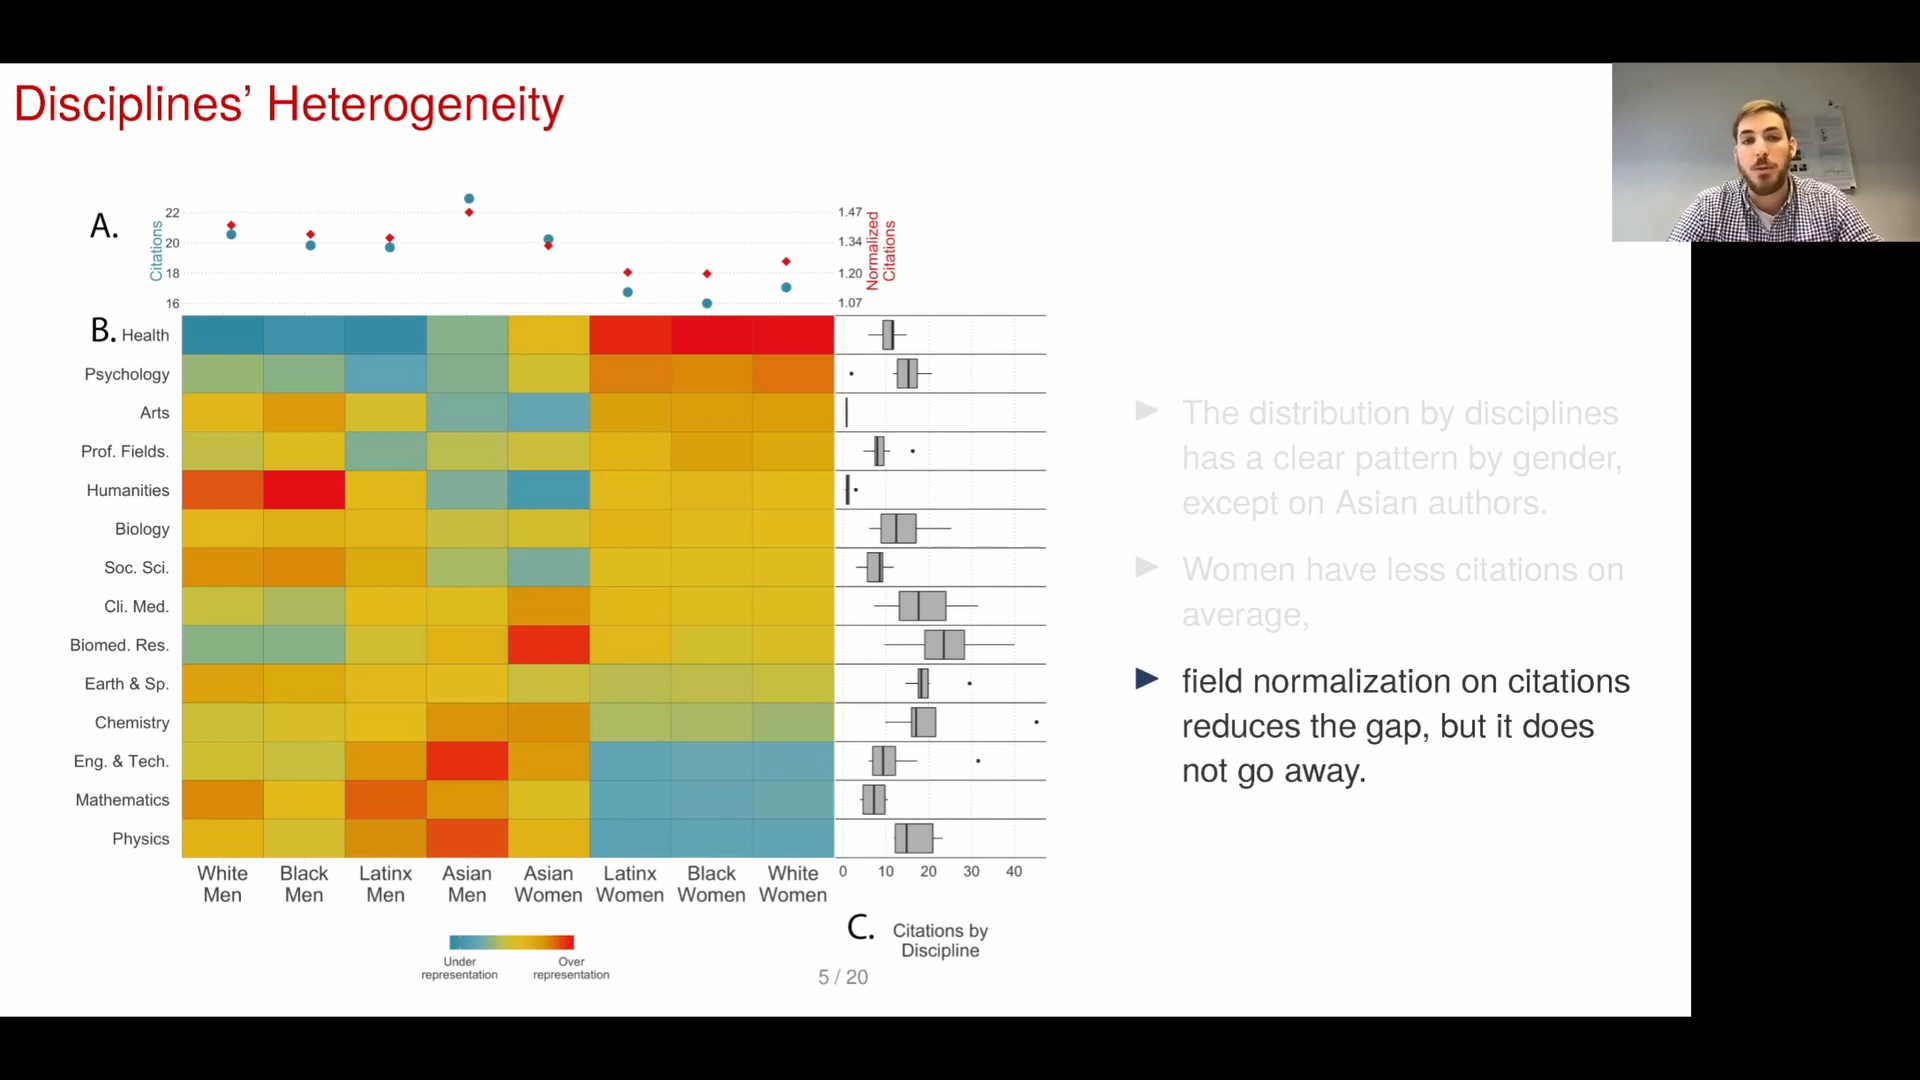 Disciplines’ Heterogeneity
A.
Citations
22
20
18
16
1.47
1.34
1.20
1.07
Normalized
Citations
B.
Health
Psychology
Arts
Prof. Fields.
Humanities
Biology
Soc. Sci.
Cli. Med.
Biomed. Res.
Earth & Sp.
Chemistry
Eng. & Tech.
Mathematics
Physics
White Men
Black Men
Latinx Men
Asian Men
Asian Women
Latinx Women
Black Women
White Women
0 10 20 30 40
C. Citations by
Discipline
Under
representation
Over
representation
5 / 20
The distribution by disciplines
has a clear pattern by gender,
except on Asian authors.
Women have less citations on
average,
field normalization on citations
reduces the gap, but it does
not go away.